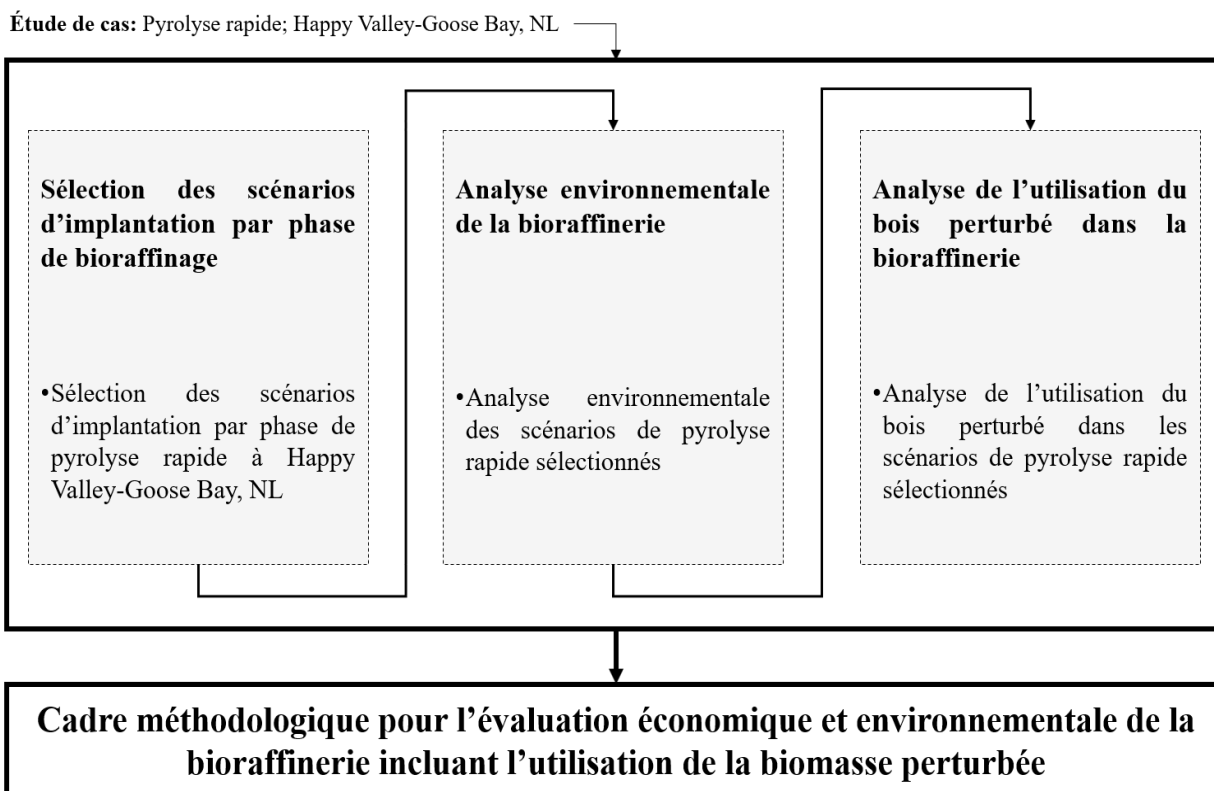 Étude de cas: Pyrolyse rapide; Happy Valley-Goose Bay, NL
Sélection des scénarios
d’implantation par phase
de bioraffinage
•Sélection des scénarios
d’implantation par phase de
pyrolyse rapide à Happy
Valley-Goose Bay, NL
Analyse environnementale
de la bioraffinerie
•Analyse environnementale
des scénarios de pyrolyse
rapide sélectionnés
Analyse de l’utilisation du
bois perturbé dans la
bioraffinerie
•Analyse de l’utilisation du
bois perturbé dans les
scénarios de pyrolyse rapide
sélectionnés
Cadre méthodologique pour l’évaluation économique et environnementale de la
bioraffinerie incluant l’utilisation de la biomasse perturbée